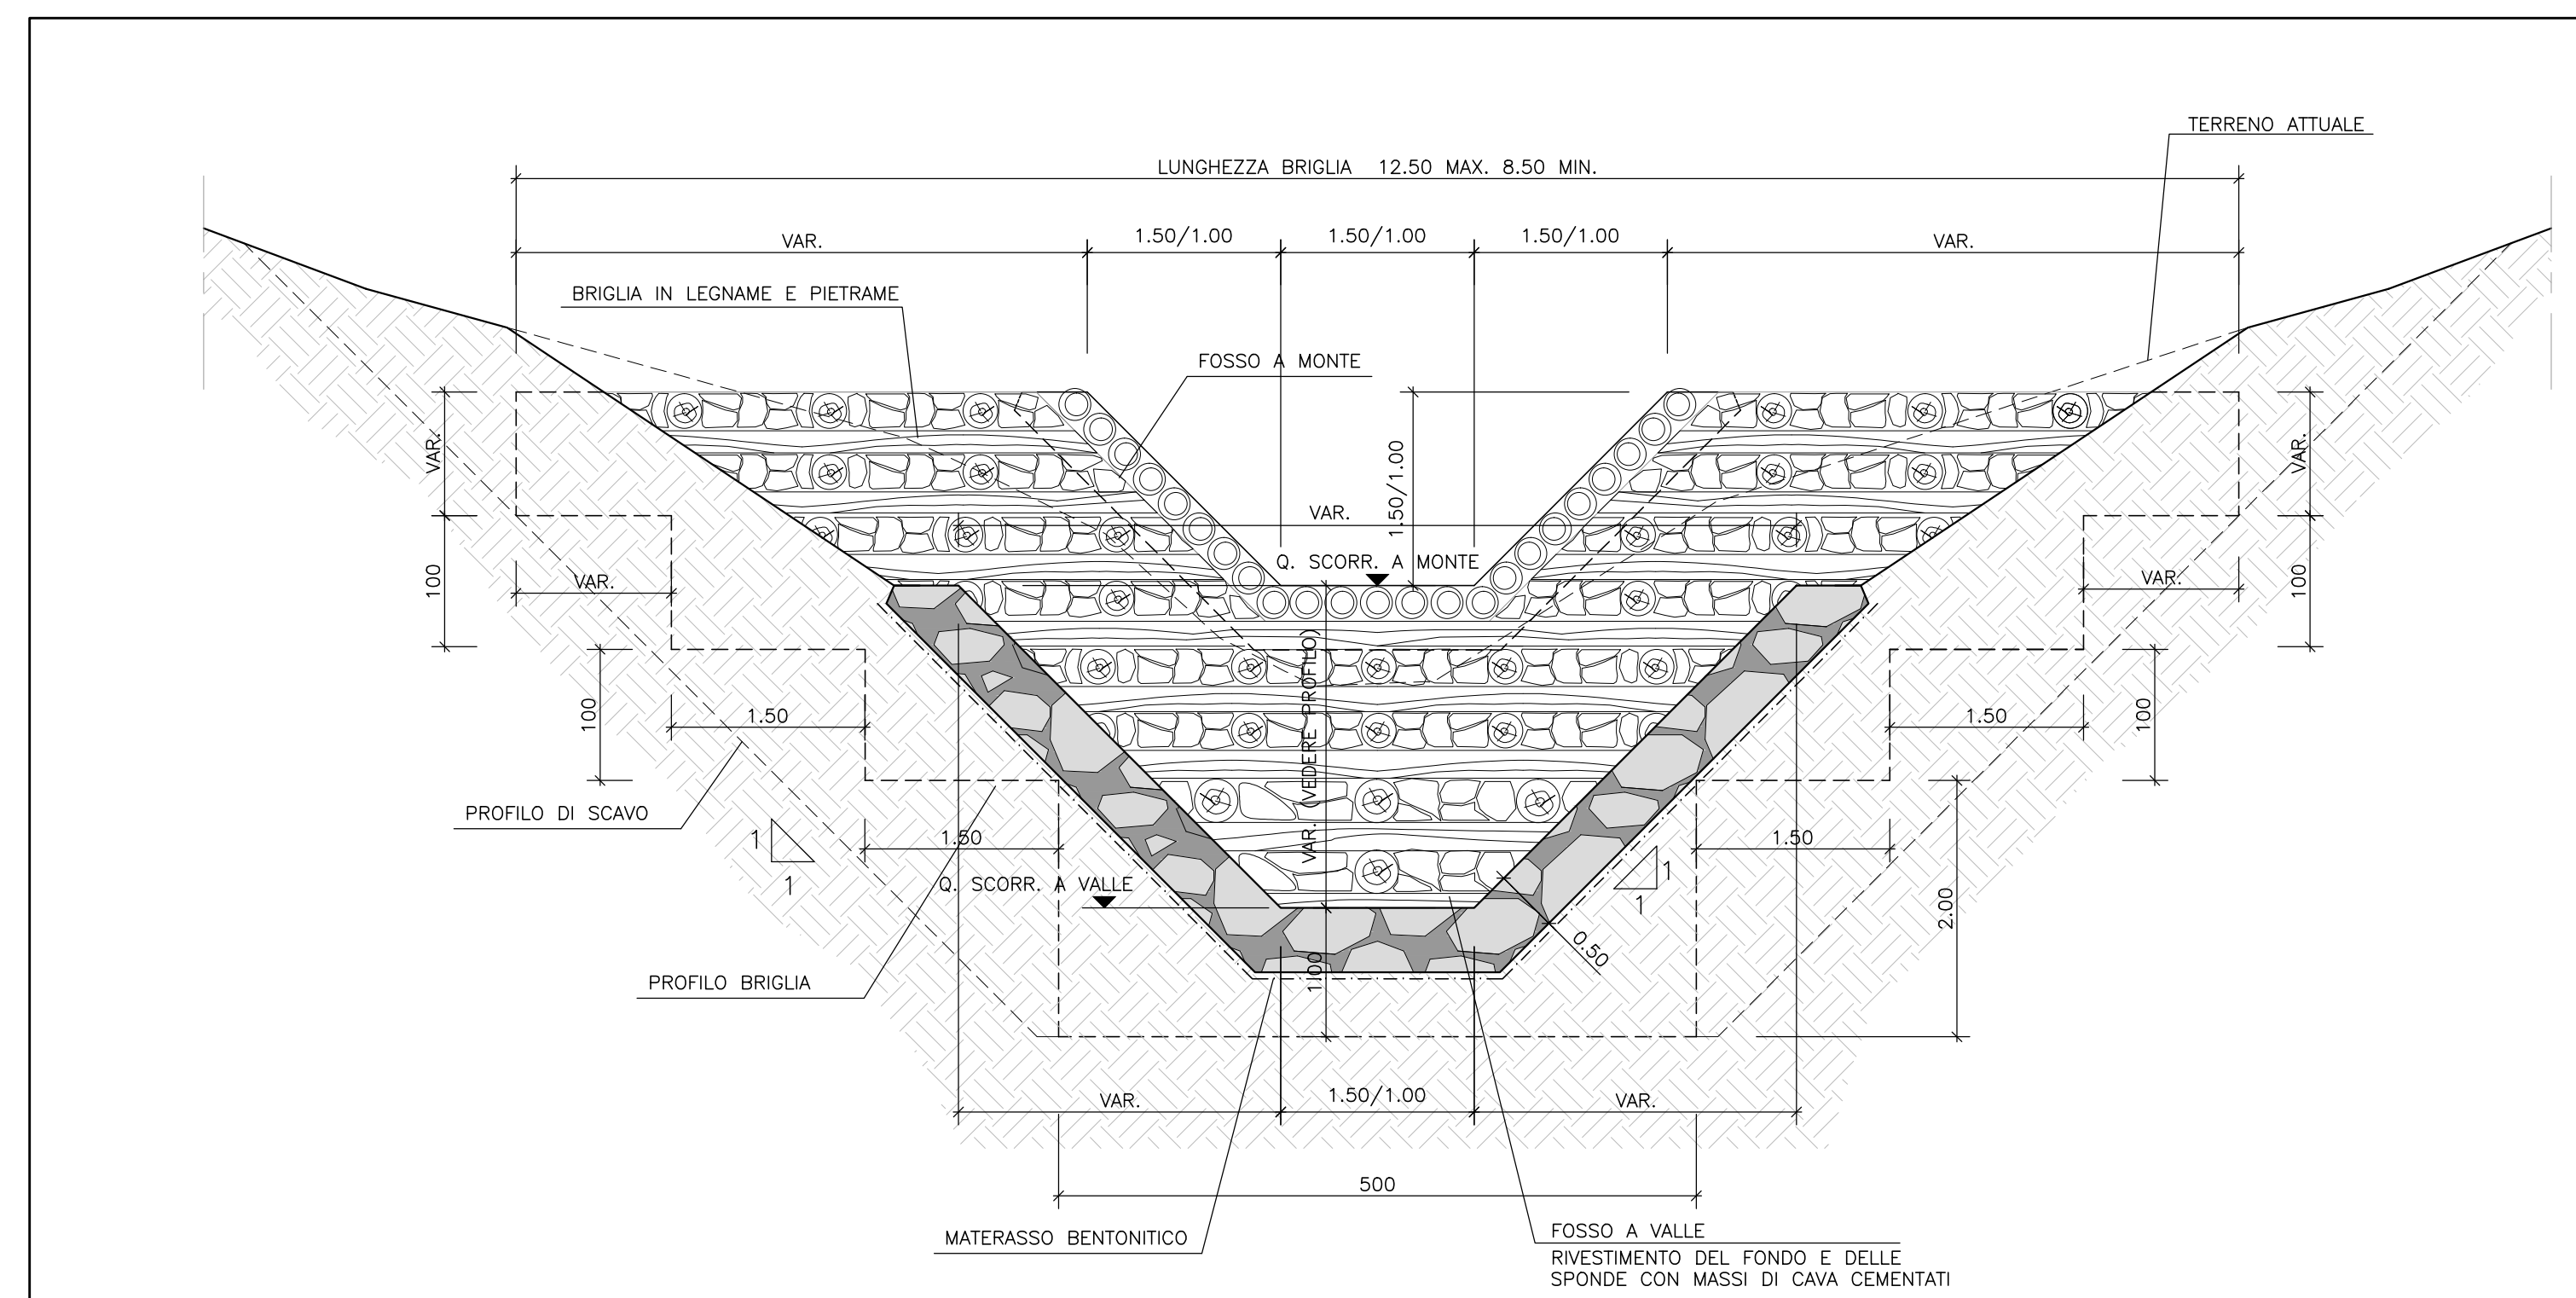 TERRENO ATTUALE
LUNGHEZZA BRIGLIA 12.50 MAX. 8.50 MIN.
VAR.
1.50/1.00
1.50/1.00
1.50/1.00
VAR.
BRIGLIA IN LEGNAME E PIETRAME
FOSSO A MONTE
VAR.
1.50/1.00
VAR.
VAR.
Q. SCORR. A MONTE
100
VAR.
VAR.
100
VAR. (VEDERE PROFILO)
100
1.50
1.50
100
PROFILO DI SCAVO
1
1
1.50
1.50
1
1
Q. SCORR. A VALLE
2.00
0.50
1.00
PROFILO BRIGLIA
VAR.
1.50/1.00
VAR.
500
MATERASSO BENTONITICO
FOSSO A VALLE
RIVESTIMENTO DEL FONDO E DELLE
SPONDE CON MASSI DI CAVA CEMENTATI